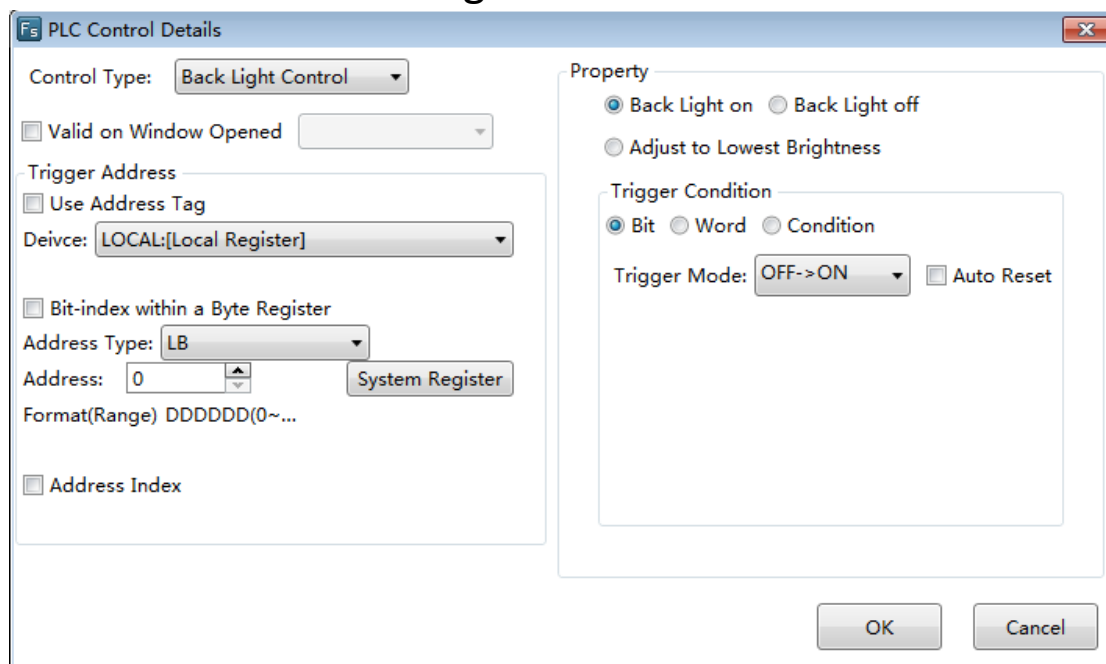 Fs PLC Control Details
Control Type: Back Light Control
Valid on Window Opened
Trigger Address
Use Address Tag
Deivce: LOCAL:[Local Register]
Bit-index within a Byte Register
Address Type: LB
Address: 0 System Register
Format(Range) DDDDDD(0~...
Address Index
Property
Back Light on Back Light off
Adjust to Lowest Brightness
Trigger Condition
Bit Word Condition
Trigger Mode: OFF->ON Auto Reset
OK Cancel